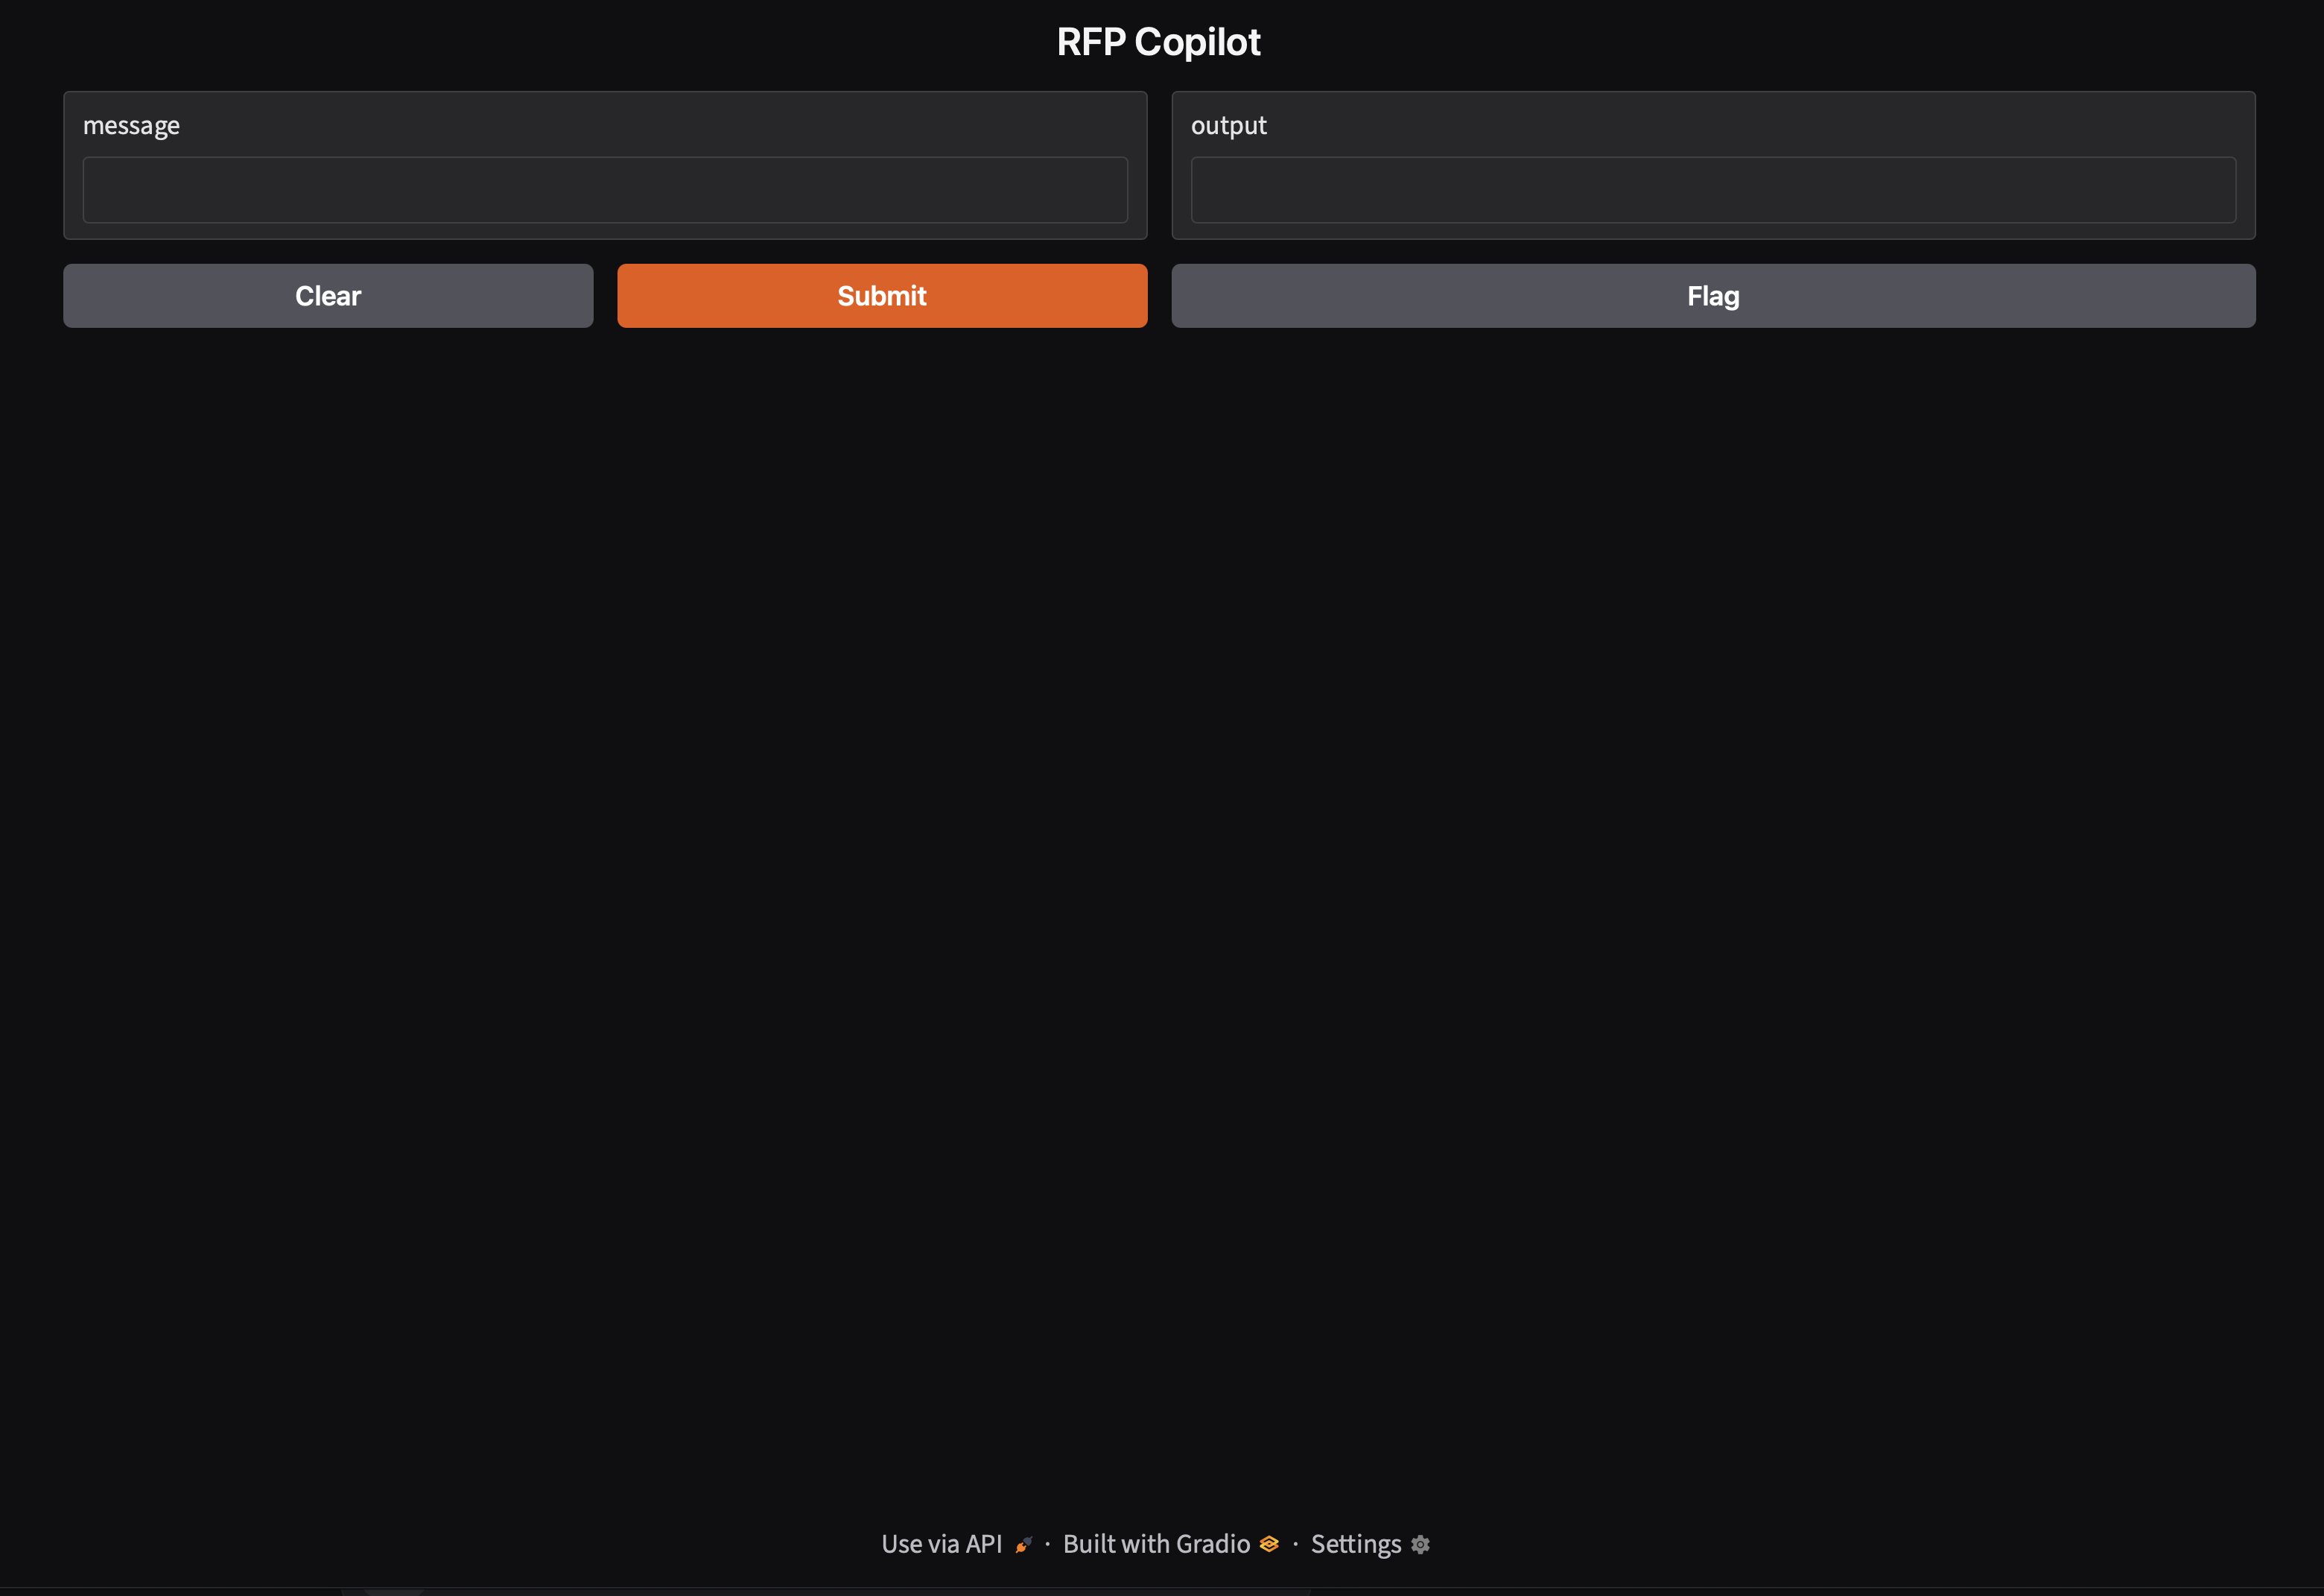 RFP Copilot
message
output
Clear
Submit
Flag
Use via API · Built with Gradio · Settings